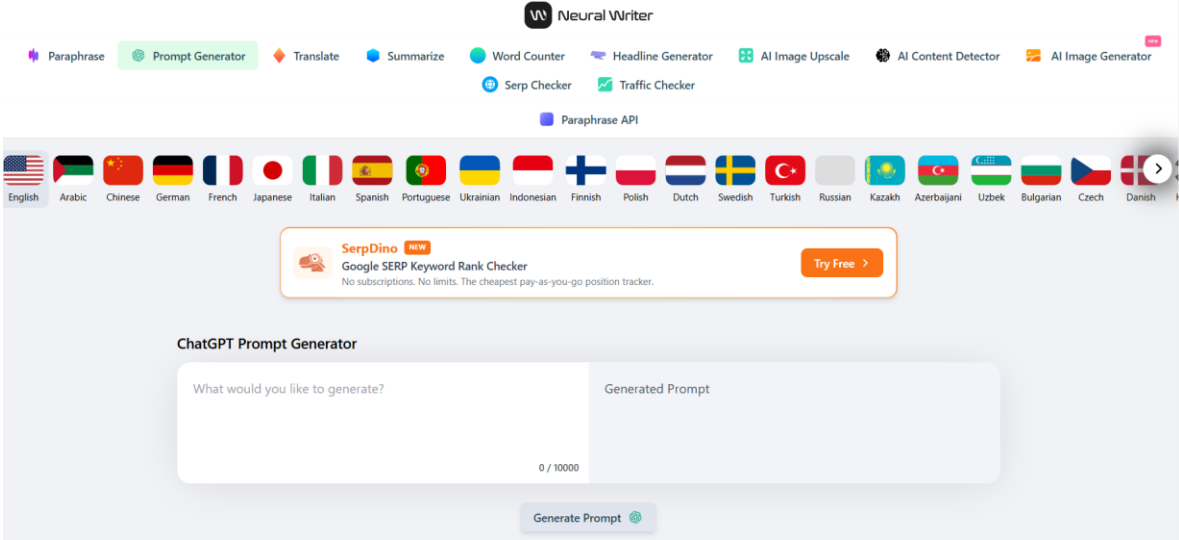 Neural Writer
Paraphrase Prompt Generator Translate Summarize Word Counter Headline Generator AI Image Upscale AI Content Detector AI Image Generator NEW
Serp Checker Traffic Checker
Paraphrase API
English Arabic Chinese German French Japanese Italian Spanish Portuguese Ukrainian Indonesian Finnish Polish Dutch Swedish Turkish Russian Kazakh Azerbaijani Uzbek Bulgarian Czech Danish
SerpDino NEW
Google SERP Keyword Rank Checker
No subscriptions. No limits. The cheapest pay-as-you-go position tracker.
Try Free
ChatGPT Prompt Generator
What would you like to generate?
Generated Prompt
0 / 10000
Generate Prompt